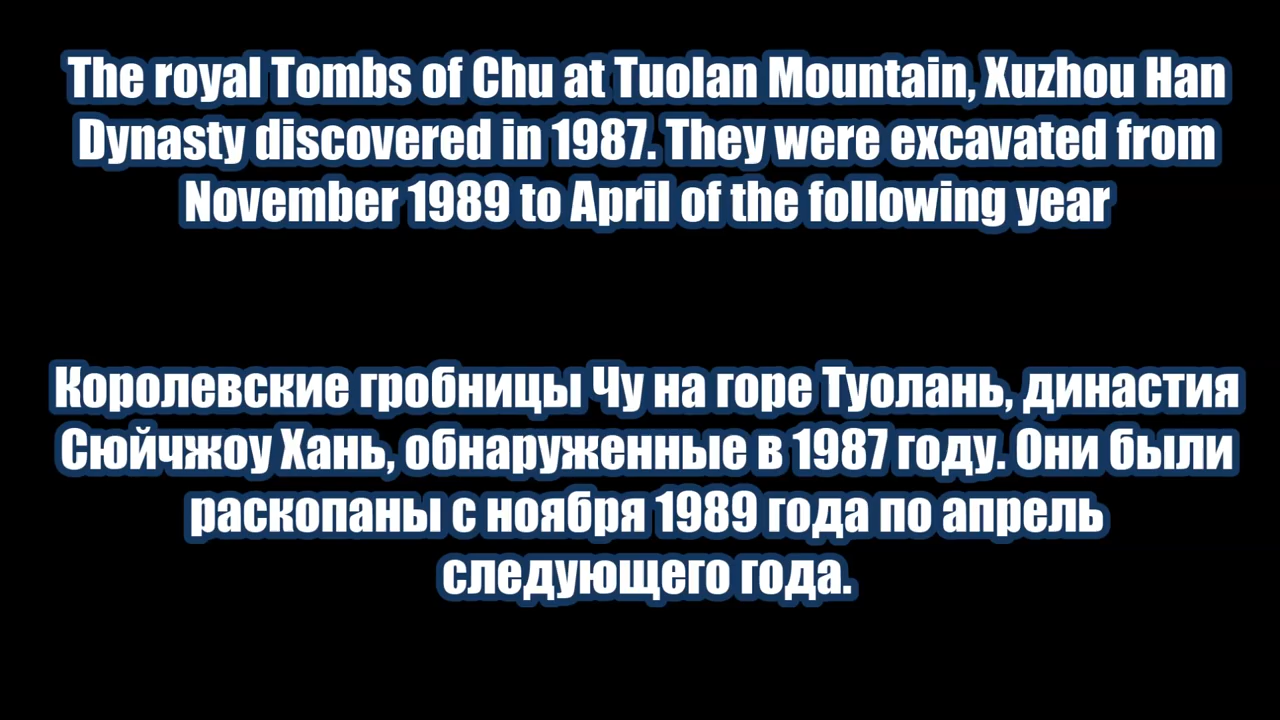 The royal Tombs of Chu at Tuolan Mountain, Xuzhou Han
Dynasty discovered in 1987. They were excavated from
November 1989 to April of the following year
Королевские гробницы Чу на горе Туолань, династия
Сюйчжоу Хань, обнаруженные в 1987 году. Они были
раскопаны с ноября 1989 года по апрель
следующего года.